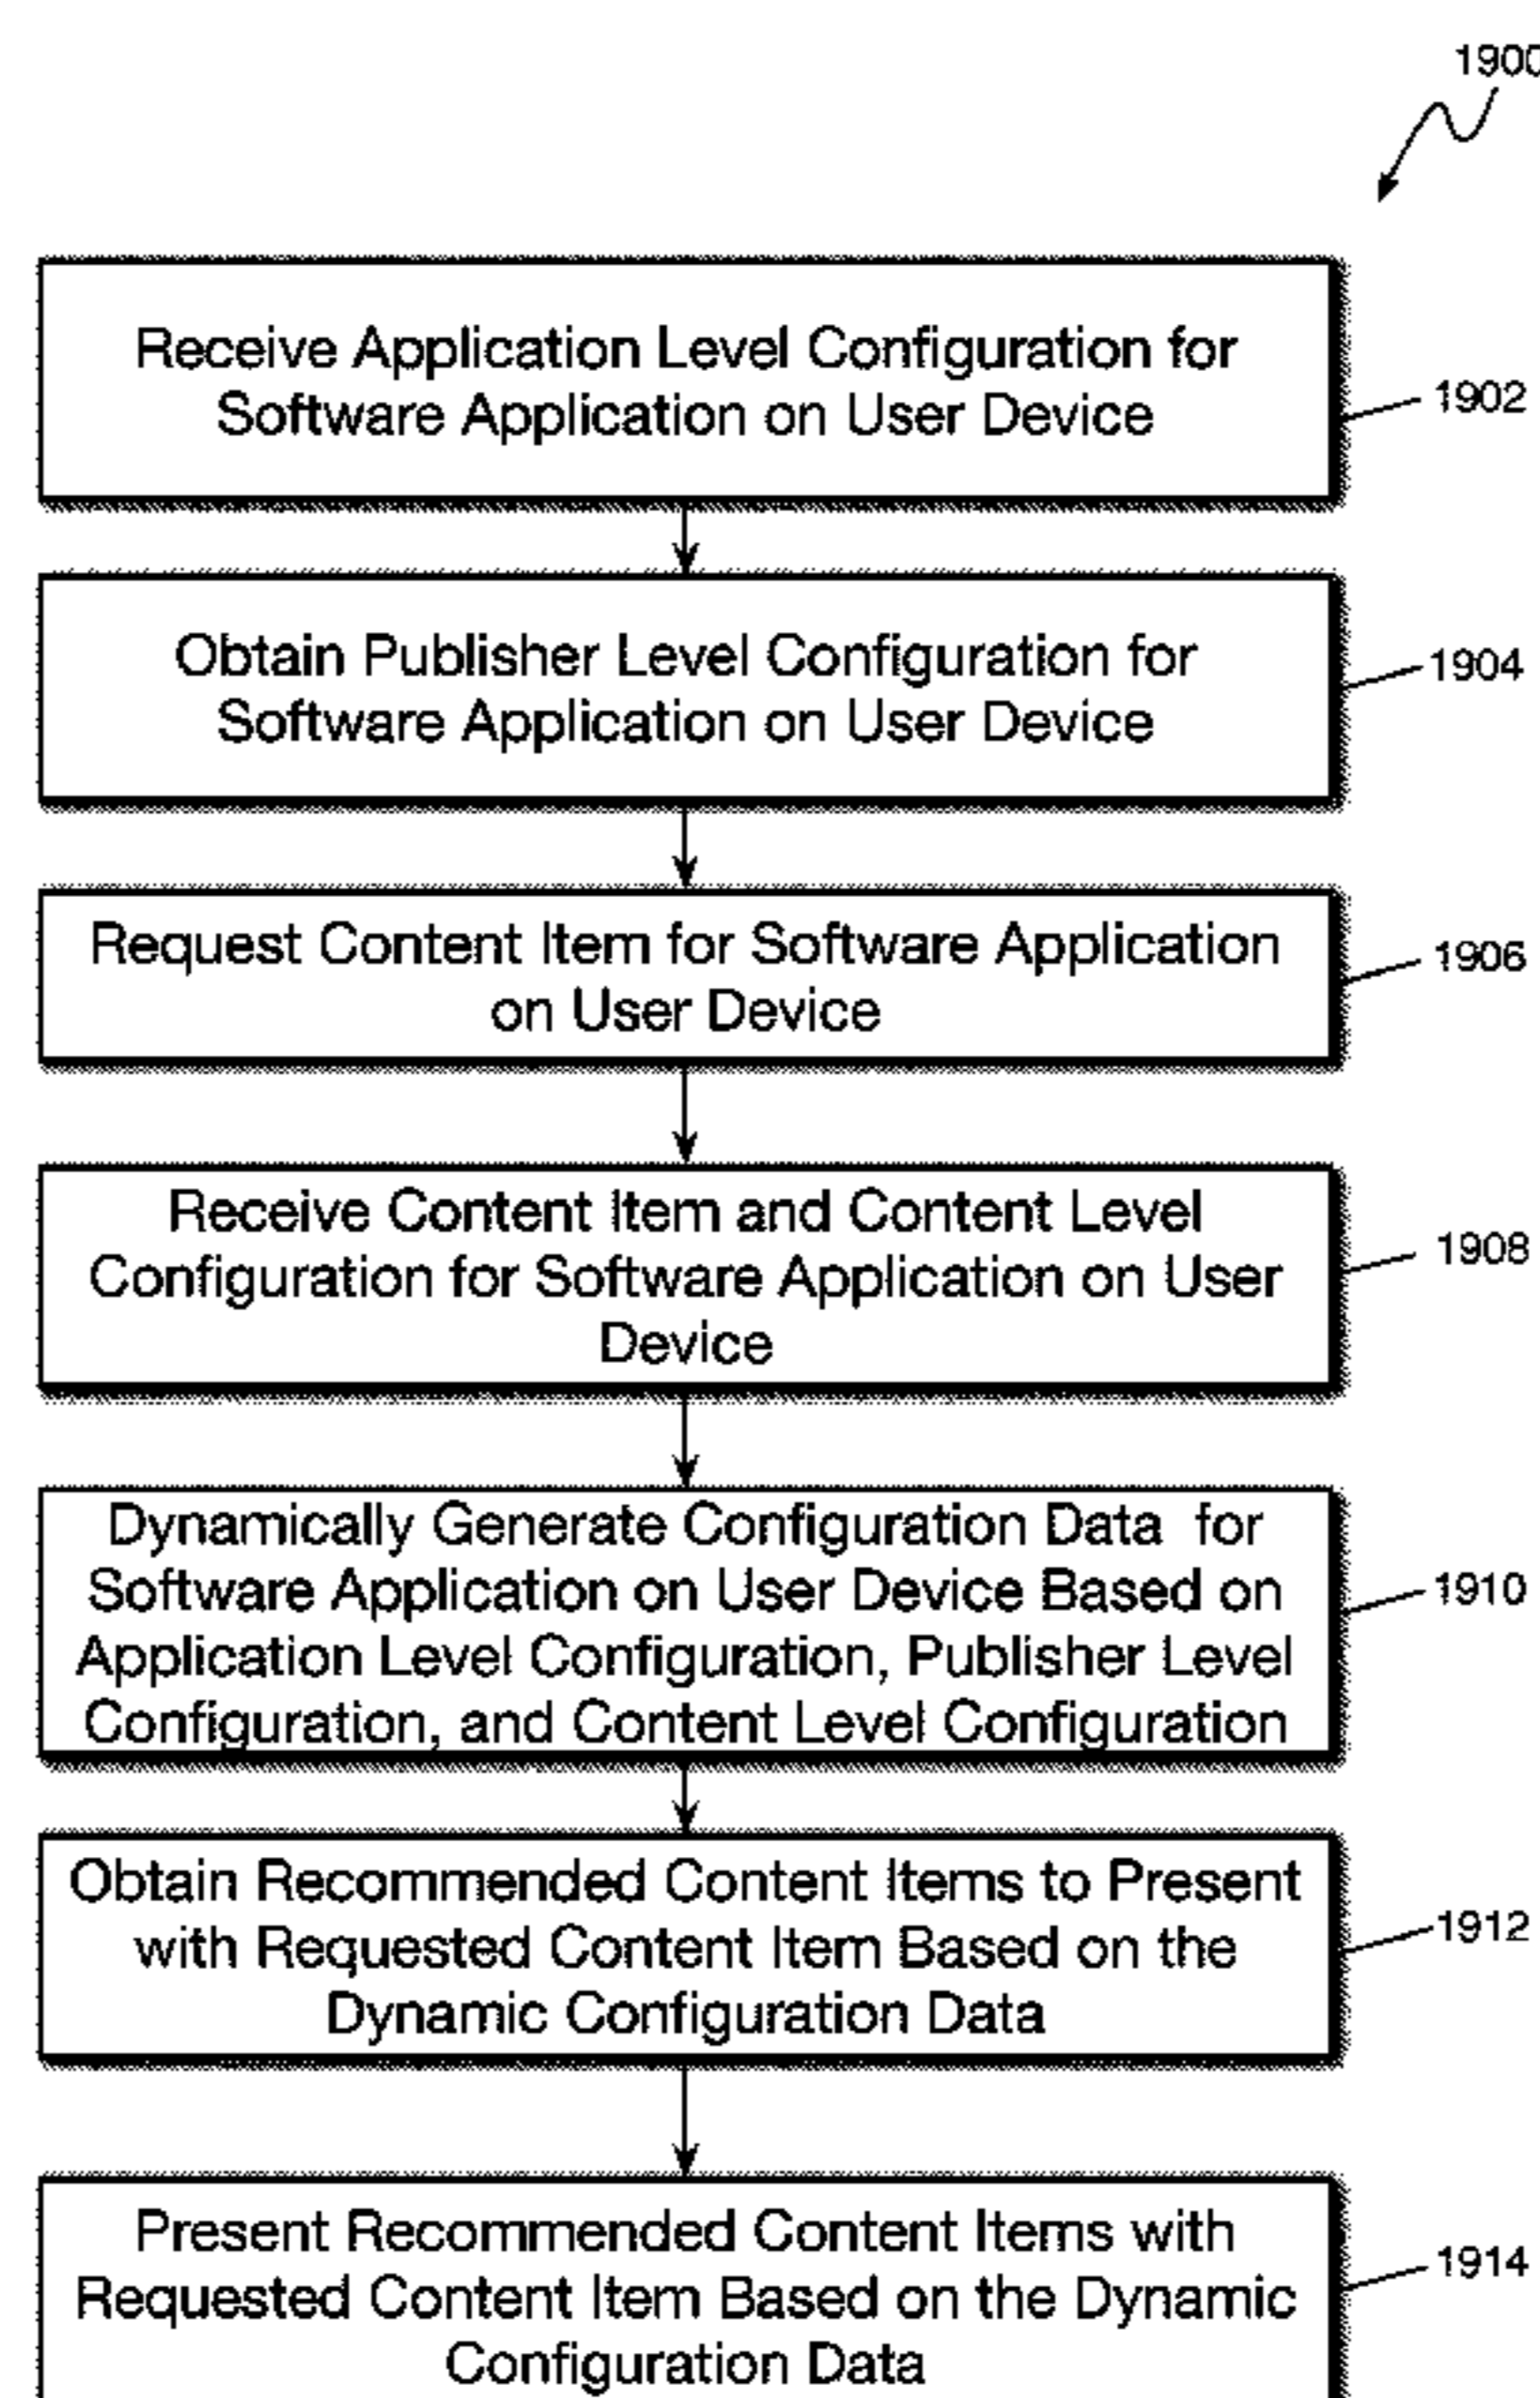 1900
Receive Application Level Configuration for
Software Application on User Device
1902
Obtain Publisher Level Configuration for
Software Application on User Device
1904
Request Content Item for Software Application
on User Device
1906
Receive Content Item and Content Level
Configuration for Software Application on User
Device
1908
Dynamically Generate Configuration Data for
Software Application on User Device Based on
Application Level Configuration, Publisher Level
Configuration, and Content Level Configuration
1910
Obtain Recommended Content Items to Present
with Requested Content Item Based on the
Dynamic Configuration Data
1912
Present Recommended Content Items with
Requested Content Item Based on the Dynamic
Configuration Data
1914